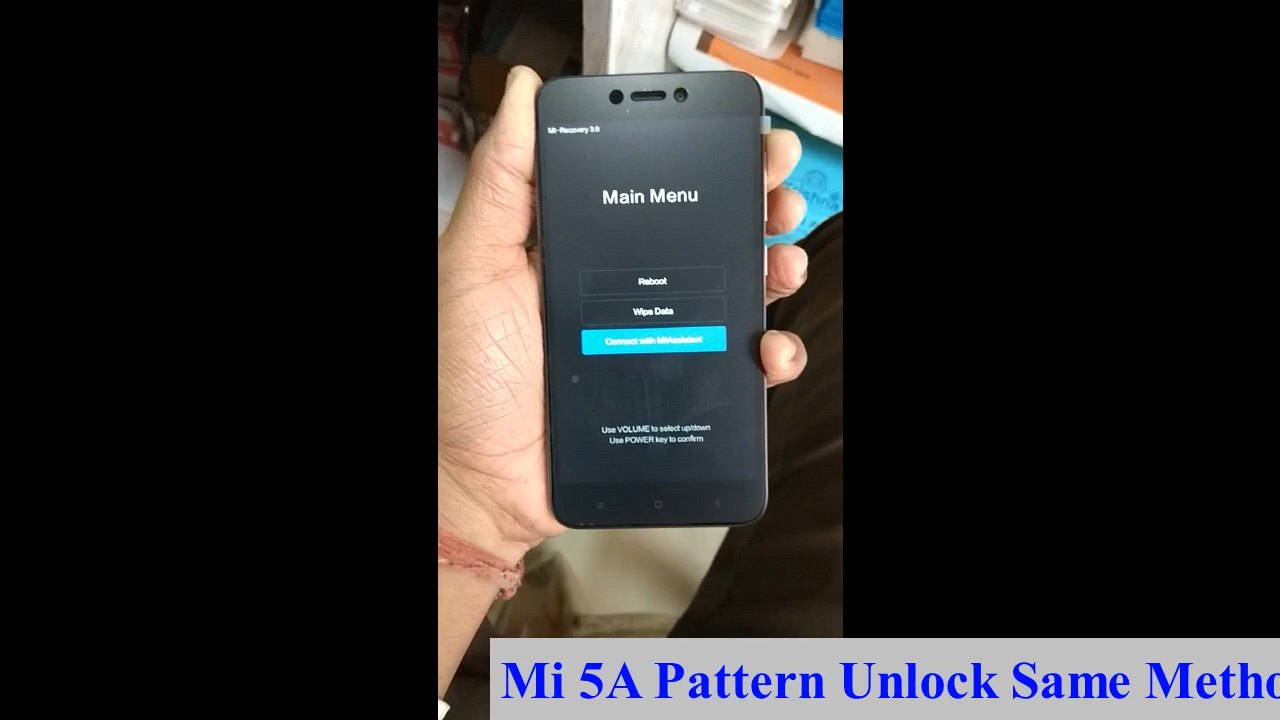 Mi-Recovery 3.0
Main Menu
Reboot
Wipe Data
Connect with MiAssistant
Use VOLUME to select up/down
Use POWER key to confirm
Mi 5A Pattern Unlock Same Metho